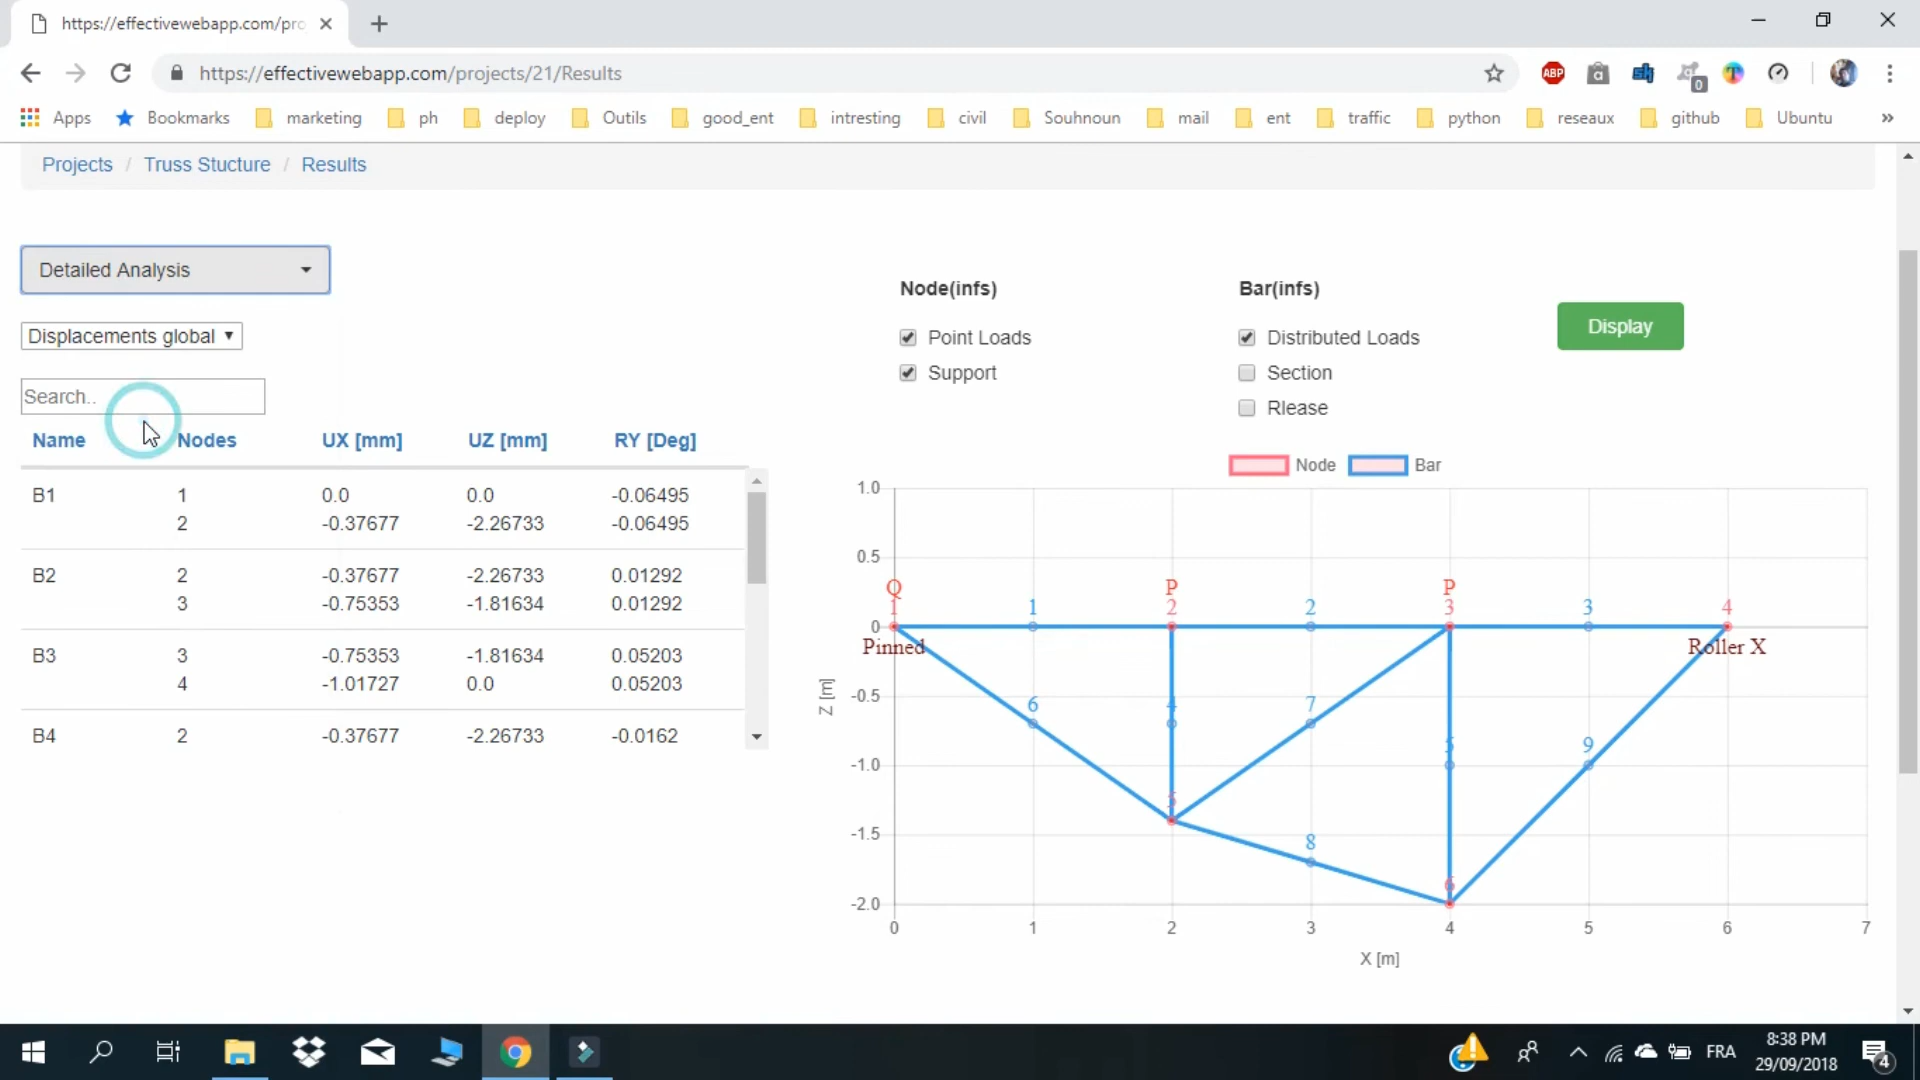 https://effectivewebapp.com/pro
https://effectivewebapp.com/projects/21/Results
ABP
0
Apps
Bookmarks
marketing
ph
deploy
Outils
good_ent
intresting
civil
Souhnoun
mail
ent
traffic
python
reseaux
github
Ubuntu
»
Projects / Truss Stucture / Results
Detailed Analysis
Displacements global
Search..
Name Nodes UX [mm] UZ [mm] RY [Deg]
B1 1 0.0 0.0 -0.06495
2 -0.37677 -2.26733 -0.06495
B2 2 -0.37677 -2.26733 0.01292
3 -0.75353 -1.81634 0.01292
B3 3 -0.75353 -1.81634 0.05203
4 -1.01727 0.0 0.05203
B4 2 -0.37677 -2.26733 -0.0162
Node(infs)
Point Loads
Support
Bar(infs)
Distributed Loads
Section
Rlease
Display
Node Bar
1.0
0.5
Q P P
1 1 2 2 3 3 4
0
Pinned Roller X
-0.5
6 4 7
Z [m]
5 9
-1.0
5
-1.5
8
6
-2.0
0 1 2 3 4 5 6 7
X [m]
FRA
8:38 PM
29/09/2018
4